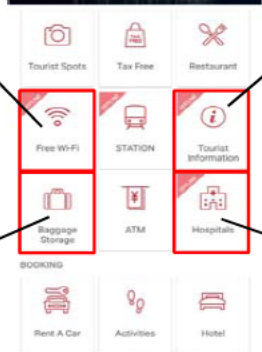 Tourist Spots
Tax Free
Restaurant
Free Wi-Fi
STATION
Tourist
Information
Baggage
Storage
ATM
Hospitals
BOOKING
Rent A Car
Activities
Hotel